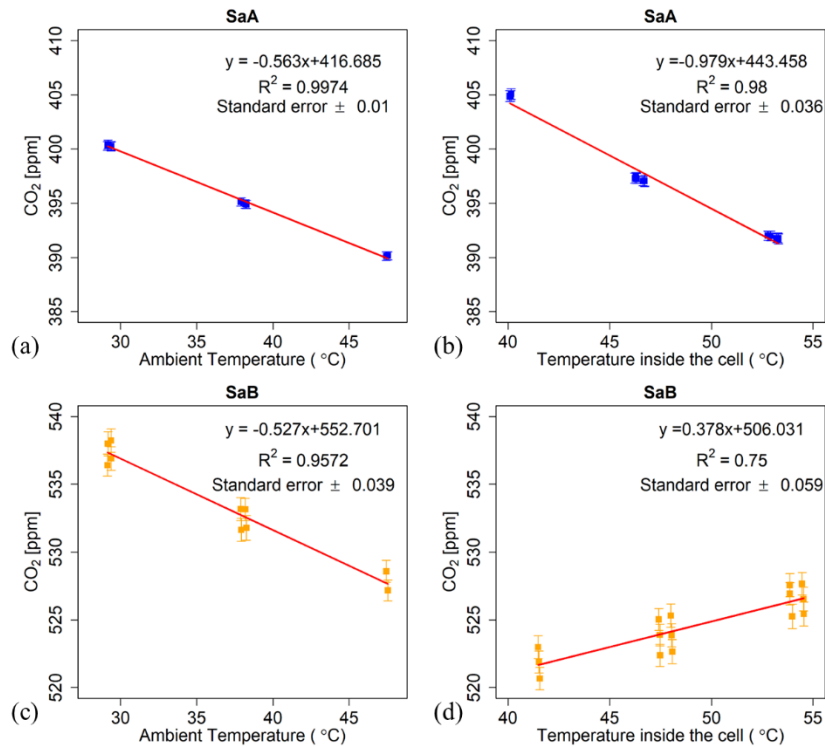 SaA
y = -0.563x+416.685
R² = 0.9974
Standard error ± 0.01
CO₂ [ppm]
410
405
400
395
390
385
30 35 40 45
(a) Ambient Temperature ( °C)
SaA
y = -0.979x+443.458
R² = 0.98
Standard error ± 0.036
CO₂ [ppm]
410
405
400
395
390
385
40 45 50 55
(b) Temperature inside the cell ( °C)
SaB
y = -0.527x+552.701
R² = 0.9572
Standard error ± 0.039
CO₂ [ppm]
540
535
530
525
520
30 35 40 45
(c) Ambient Temperature ( °C)
SaB
y =0.378x+506.031
R² = 0.75
Standard error ± 0.059
CO₂ [ppm]
540
535
530
525
520
40 45 50 55
(d) Temperature inside the cell ( °C)